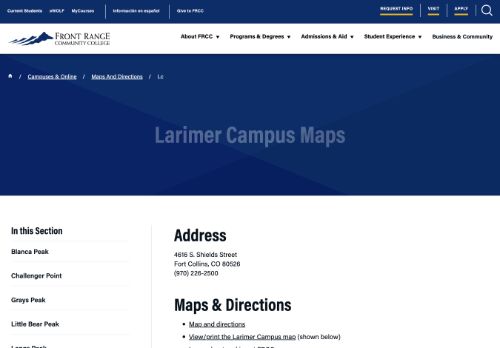 Current Students eWOLF MyCourses Información en español Give to FRCC REQUEST INFO VISIT APPLY
FRONT RANGE
COMMUNITY COLLEGE
About FRCC ▼ Programs & Degrees ▼ Admissions & Aid ▼ Student Experience ▼ Business & Community
/ Campuses & Online / Maps And Directions / La
Larimer Campus Maps
In this Section
Blanca Peak
Challenger Point
Grays Peak
Little Bear Peak
Address
4616 S. Shields Street
Fort Collins, CO 80526
(970) 226-2500
Maps & Directions
• Map and directions
• View/print the Larimer Campus map (shown below)